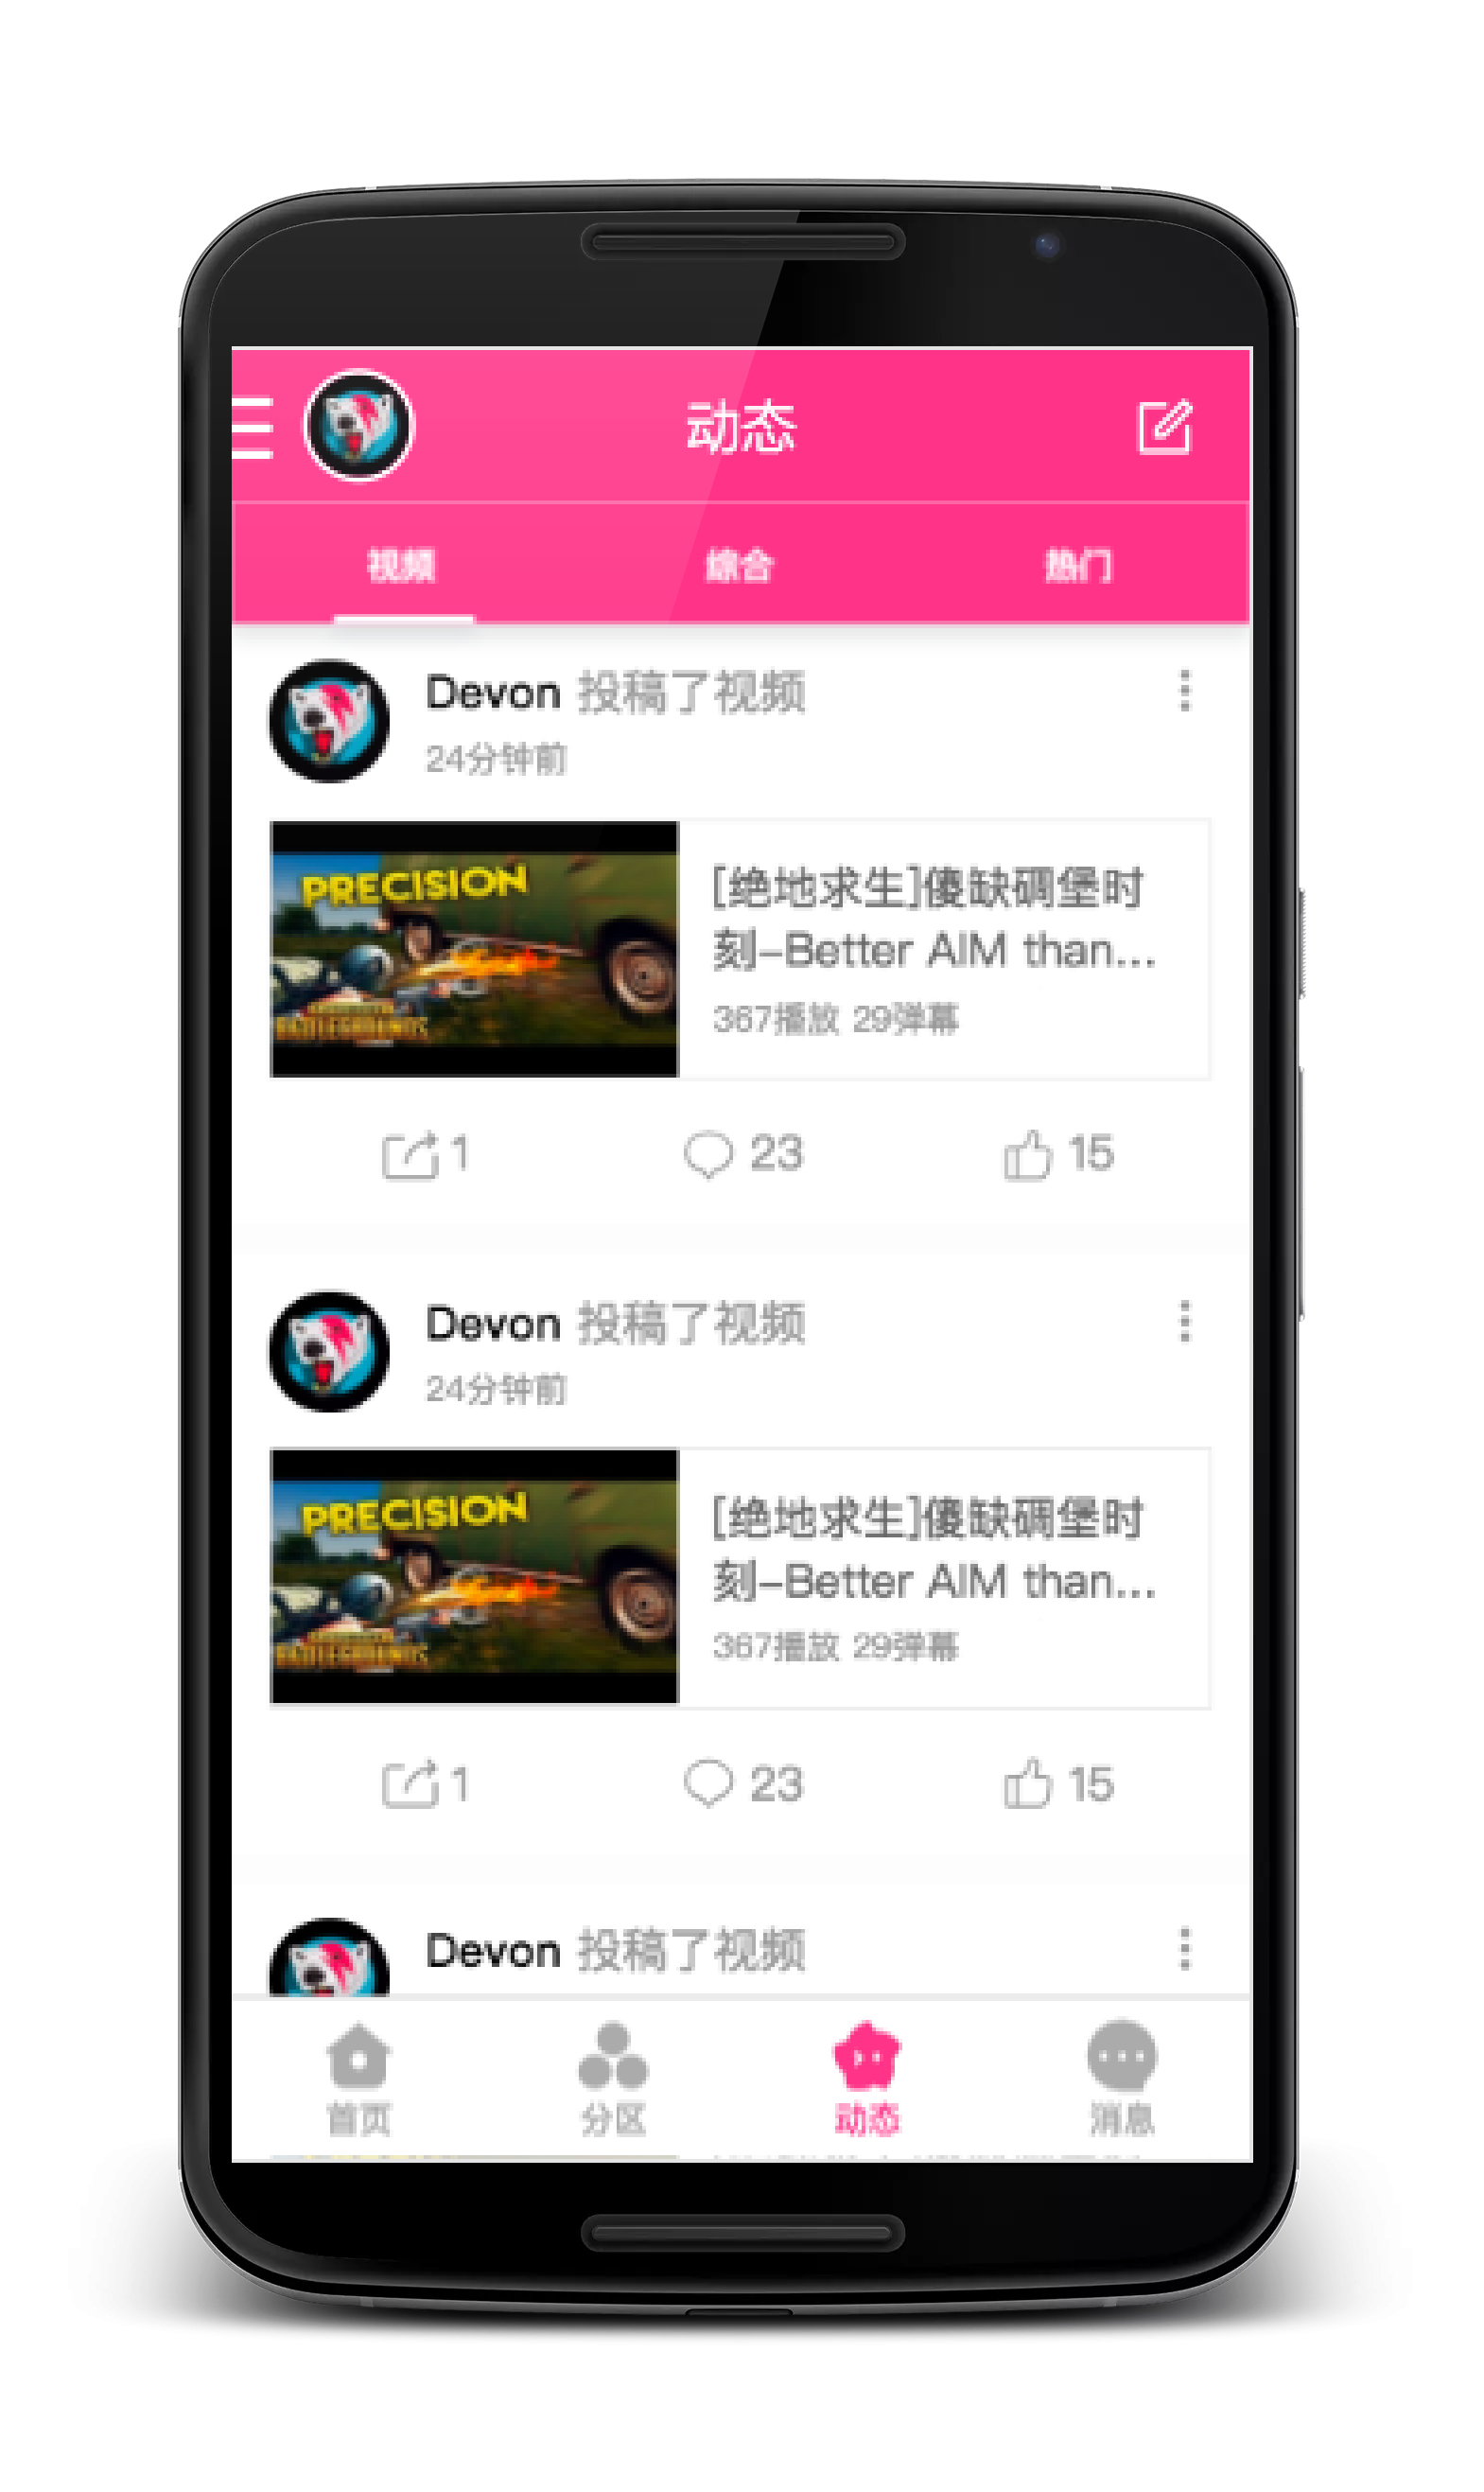 动态
视频 综合 热门
Devon 投稿了视频
24分钟前
PRECISION
BATTLEGROUNDS
[绝地求生]傻缺碉堡时
刻-Better AIM than...
367播放 29弹幕
1 23 15
Devon 投稿了视频
24分钟前
PRECISION
BATTLEGROUNDS
[绝地求生]傻缺碉堡时
刻-Better AIM than...
367播放 29弹幕
1 23 15
Devon 投稿了视频
首页 分区 动态 消息